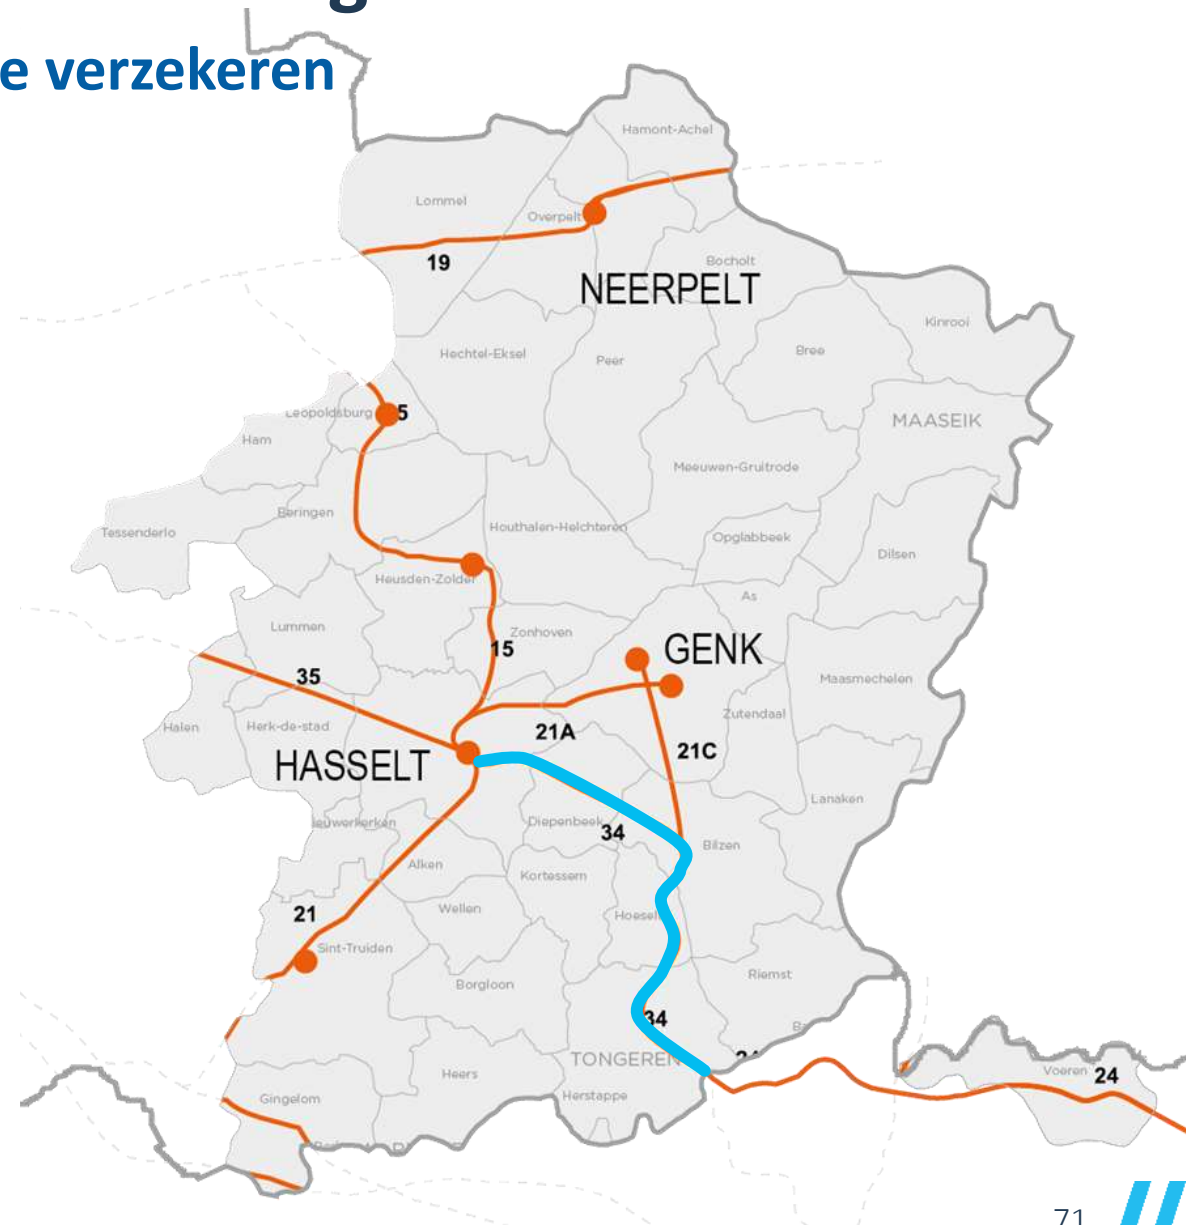 g
e verzekeren
Hamont-Achel
Lommel
Overpelt
19
Bocholt
NEERPELT
Kinrooi
Hechtel-Eksel
Peer
Bree
Leopoldsburg
5
MAASEIK
Ham
Meeuwen-Gruitrode
Beringen
Tessenderlo
Houthalen-Helchteren
Opglabbeek
Dilsen
Heusden-Zolder
As
Lummen
Zonhoven
15
GENK
35
Maasmechelen
Halen
Herk-de-stad
Zutendaal
21A
21C
HASSELT
Lanaken
Diepenbeek
34
Bilzen
Alken
Kortessem
Wellen
Hoeselt
21
Sint-Truiden
Riemst
Borgloon
34
TONGEREN
Heers
Voeren
24
Gingelom
Herstappe
71